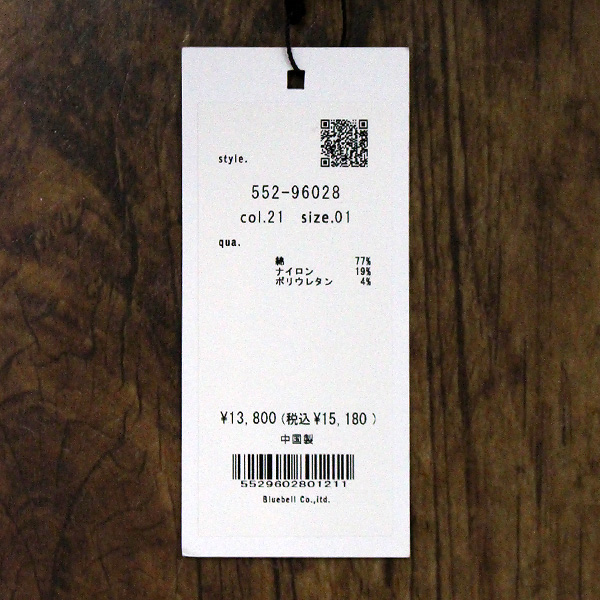 style.
552-96028
col.21 size.01
qua.
綿 77%
ナイロン 19%
ポリウレタン 4%
¥13,800(税込¥15,180 )
中国製
5529602801211
Bluebell Co.,itd.